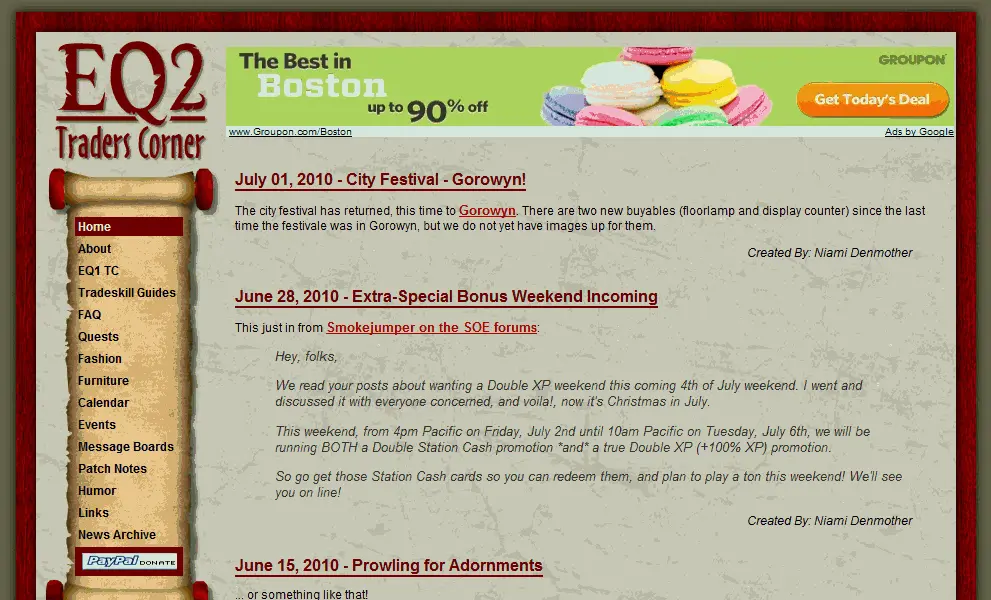 EQ2
Traders Corner
The Best in
Boston
up to 90% off
GROUPON
Get Today's Deal
www.Groupon.com/Boston
Ads by Google
Home
About
EQ1 TC
Tradeskill Guides
FAQ
Quests
Fashion
Furniture
Calendar
Events
Message Boards
Patch Notes
Humor
Links
News Archive
PayPal DONATE
July 01, 2010 - City Festival - Gorowyn!
The city festival has returned, this time to Gorowyn. There are two new buyables (floorlamp and display counter) since the last
time the festivale was in Gorowyn, but we do not yet have images up for them.
Created By: Niami Denmother
June 28, 2010 - Extra-Special Bonus Weekend Incoming
This just in from Smokejumper on the SOE forums:
Hey, folks,
We read your posts about wanting a Double XP weekend this coming 4th of July weekend. I went and
discussed it with everyone concerned, and voila!, now it's Christmas in July.
This weekend, from 4pm Pacific on Friday, July 2nd until 10am Pacific on Tuesday, July 6th, we will be
running BOTH a Double Station Cash promotion *and* a true Double XP (+100% XP) promotion.
So go get those Station Cash cards so you can redeem them, and plan to play a ton this weekend! We'll see
you on line!
Created By: Niami Denmother
June 15, 2010 - Prowling for Adornments
... or something like that!